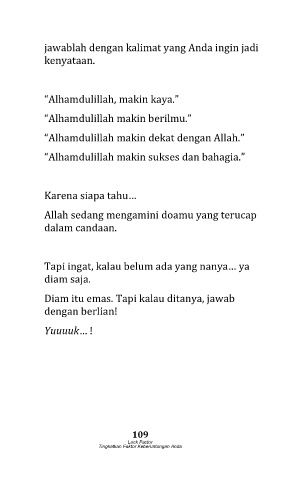 jawablah dengan kalimat yang Anda ingin jadi
kenyataan.
“Alhamdulillah, makin kaya.”
“Alhamdulillah makin berilmu.”
“Alhamdulillah makin dekat dengan Allah.”
“Alhamdulillah makin sukses dan bahagia.”
Karena siapa tahu…
Allah sedang mengamini doamu yang terucap
dalam candaan.
Tapi ingat, kalau belum ada yang nanya… ya
diam saja.
Diam itu emas. Tapi kalau ditanya, jawab
dengan berlian!
Yuuuuk… !
109
Luck Factor
Tingkatkan Faktor Keberuntungan Anda